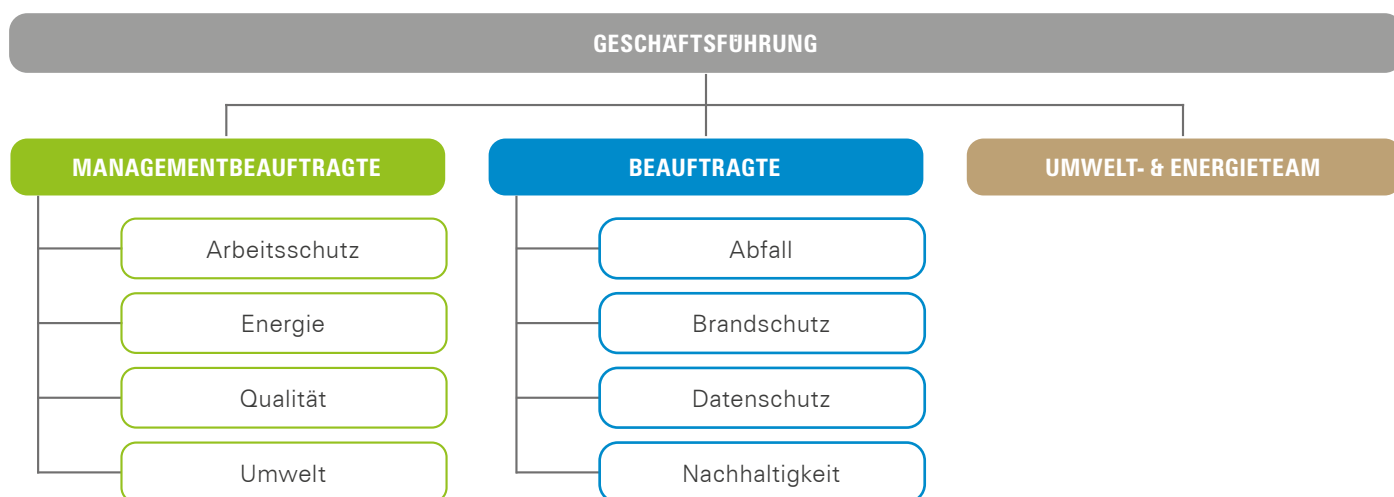 GESCHÄFTSFÜHRUNG
MANAGEMENTBEAUFTRAGTE
BEAUFTRAGTE
UMWELT- & ENERGIETEAM
Arbeitsschutz
Abfall
Energie
Brandschutz
Qualität
Datenschutz
Umwelt
Nachhaltigkeit